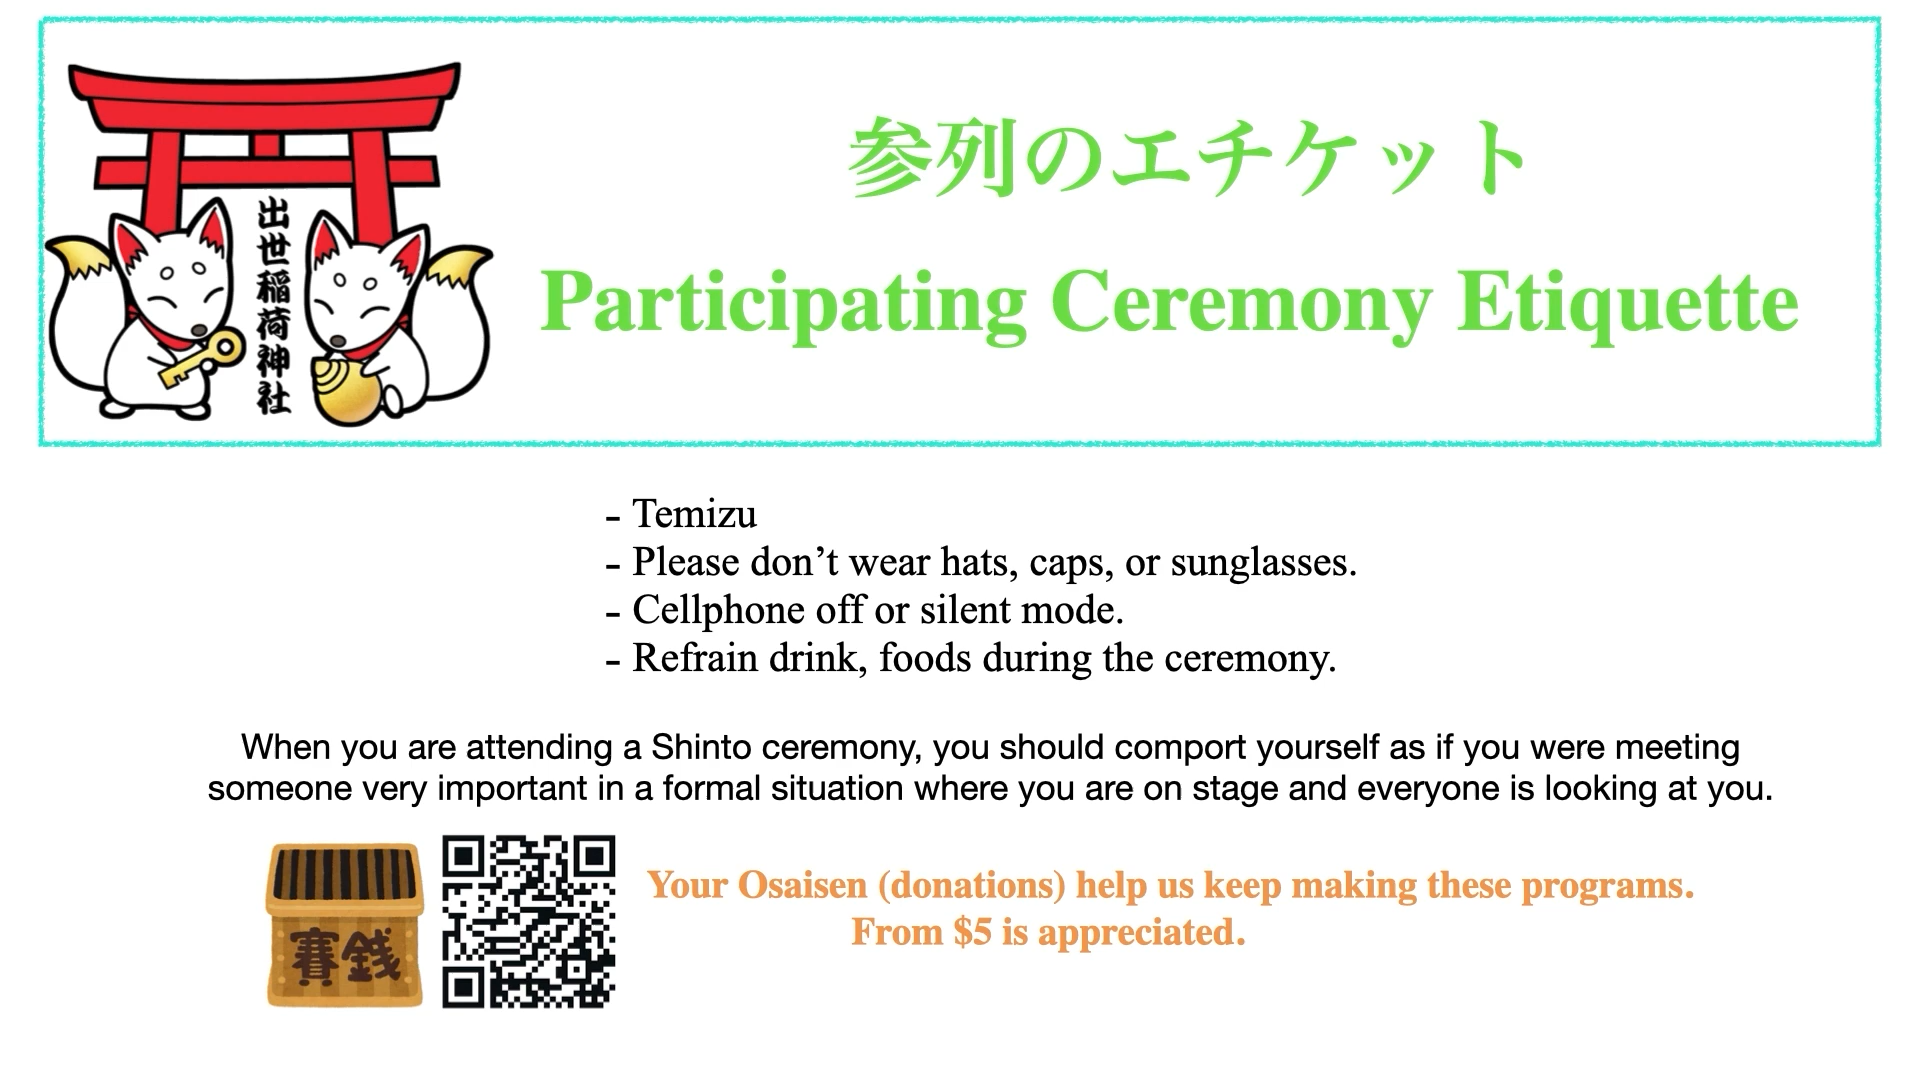 出世稲荷神社
参列のエチケット
Participating Ceremony Etiquette
- Temizu
- Please don’t wear hats, caps, or sunglasses.
- Cellphone off or silent mode.
- Refrain drink, foods during the ceremony.
When you are attending a Shinto ceremony, you should comport yourself as if you were meeting
someone very important in a formal situation where you are on stage and everyone is looking at you.
賽銭
Your Osaisen (donations) help us keep making these programs.
From $5 is appreciated.